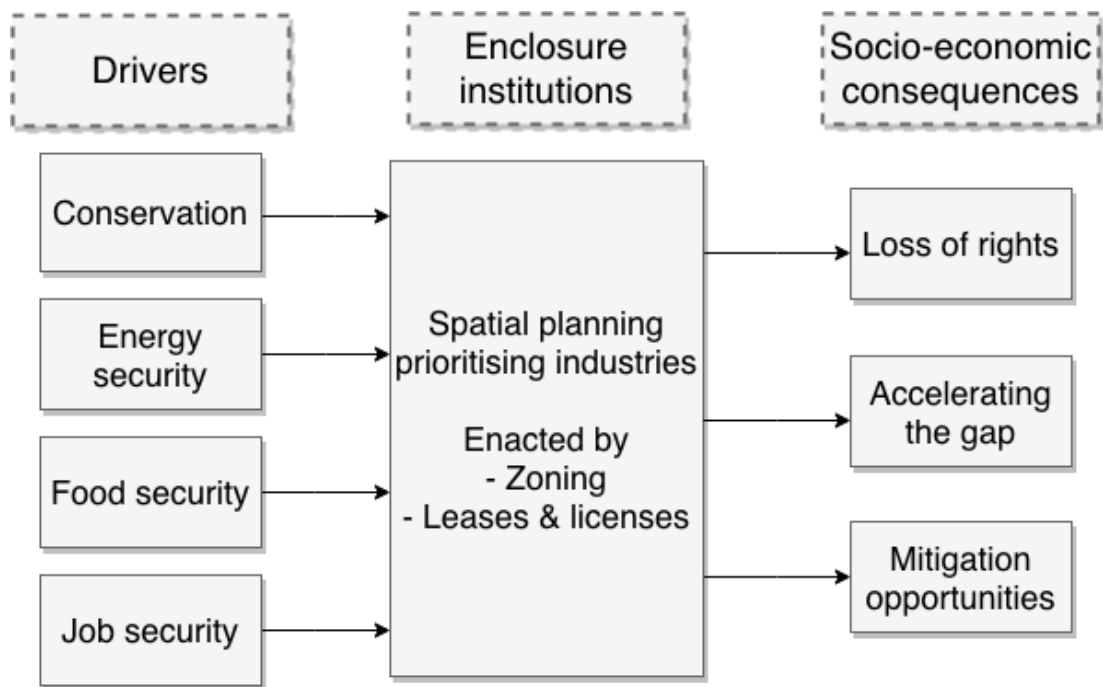 Drivers
Enclosure
institutions
Socio-economic
consequences
Conservation
Energy
security
Food security
Job security
Spatial planning
prioritising industries
Enacted by
- Zoning
- Leases & licenses
Loss of rights
Accelerating
the gap
Mitigation
opportunities